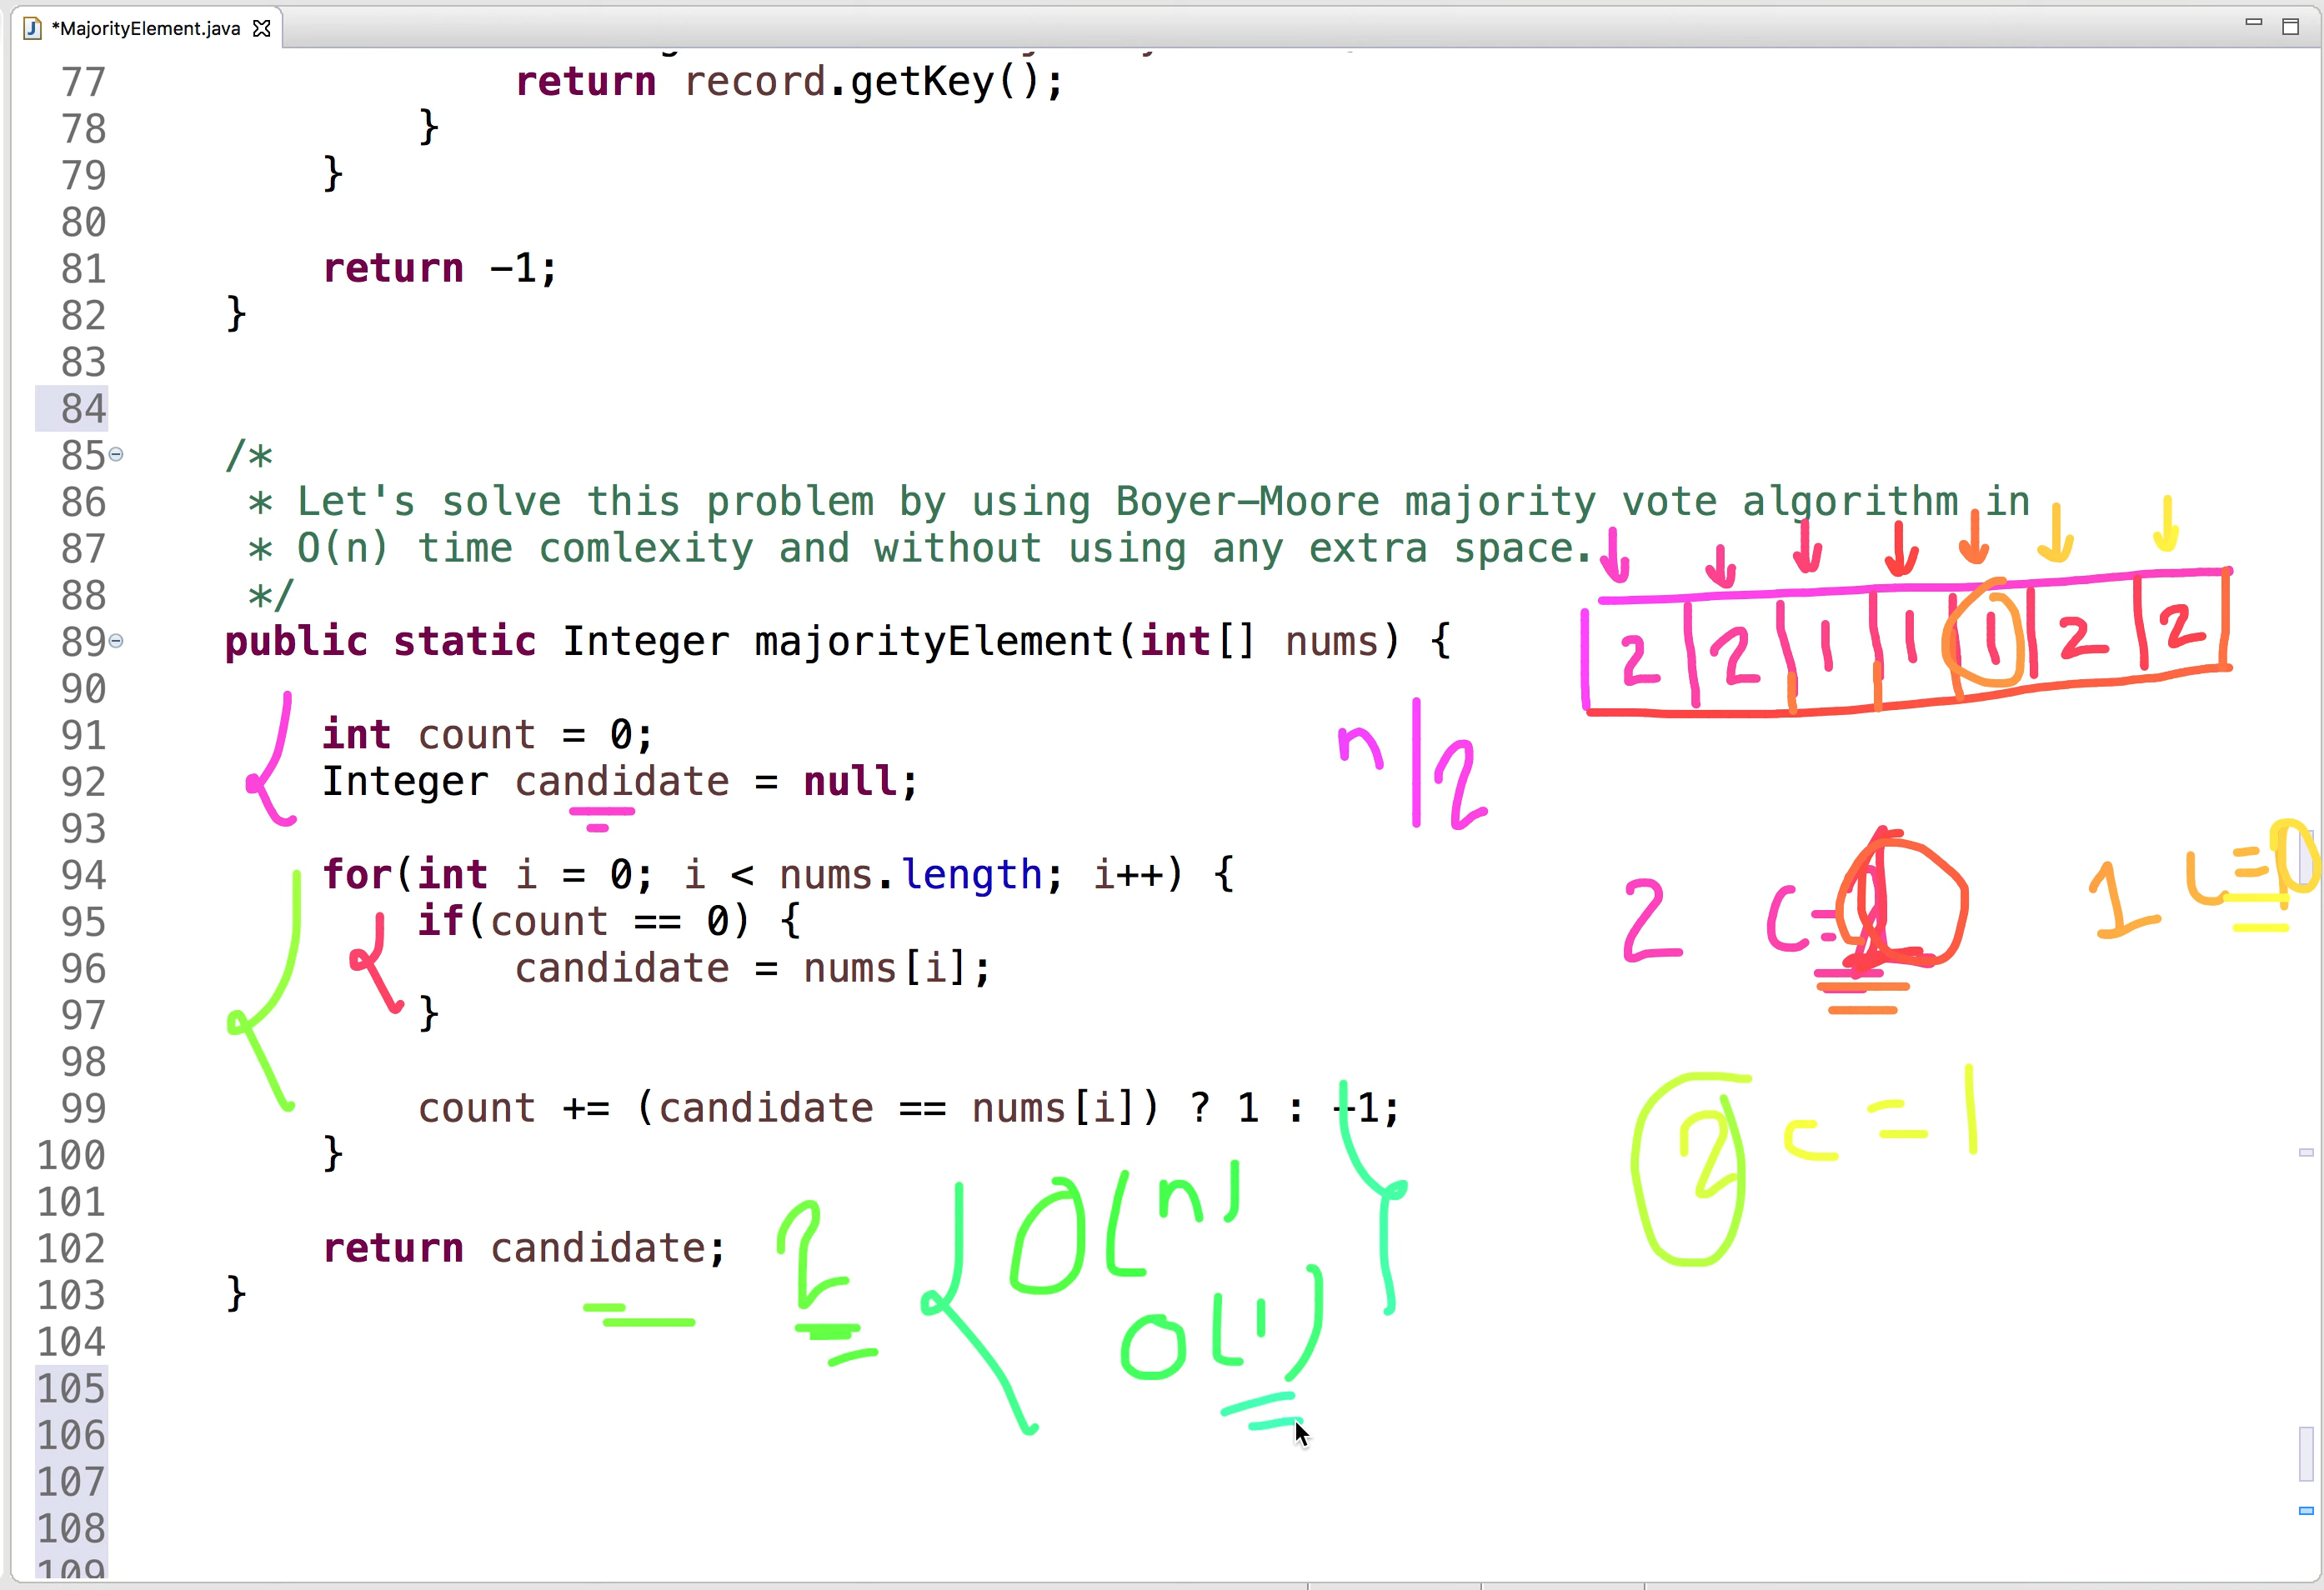 *MajorityElement.java
77 return record.getKey();
78 }
79 }
80
81 return -1;
82 }
83
84
85 /*
86 * Let's solve this problem by using Boyer-Moore majority vote algorithm in
87 * O(n) time comlexity and without using any extra space.
88 */
89 public static Integer majorityElement(int[] nums) {
2 2 1 1 1 2 2
90
91 int count = 0;
92 Integer candidate = null;
n/2
93
94 for(int i = 0; i < nums.length; i++) {
95 if(count == 0) {
2 c=
1 c=0
96 candidate = nums[i];
97 }
98
99 count += (candidate == nums[i]) ? 1 : -1;
2 c = 1
100 }
101
102 return candidate;
2 O(n)
103 }
O(1)
104
105
106
107
108
109